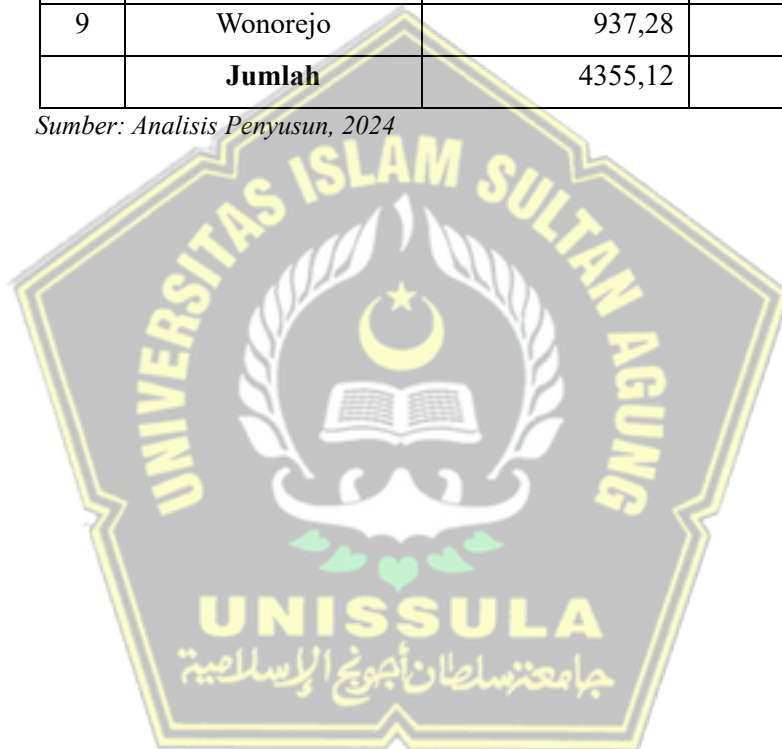 9 Wonorejo 937,28
Jumlah 4355,12
Sumber: Analisis Penyusun, 2024
UNIVERSITAS ISLAM SULTAN AGUNG
UNISSULA
جامعة سلطان أجونج الإسلامية